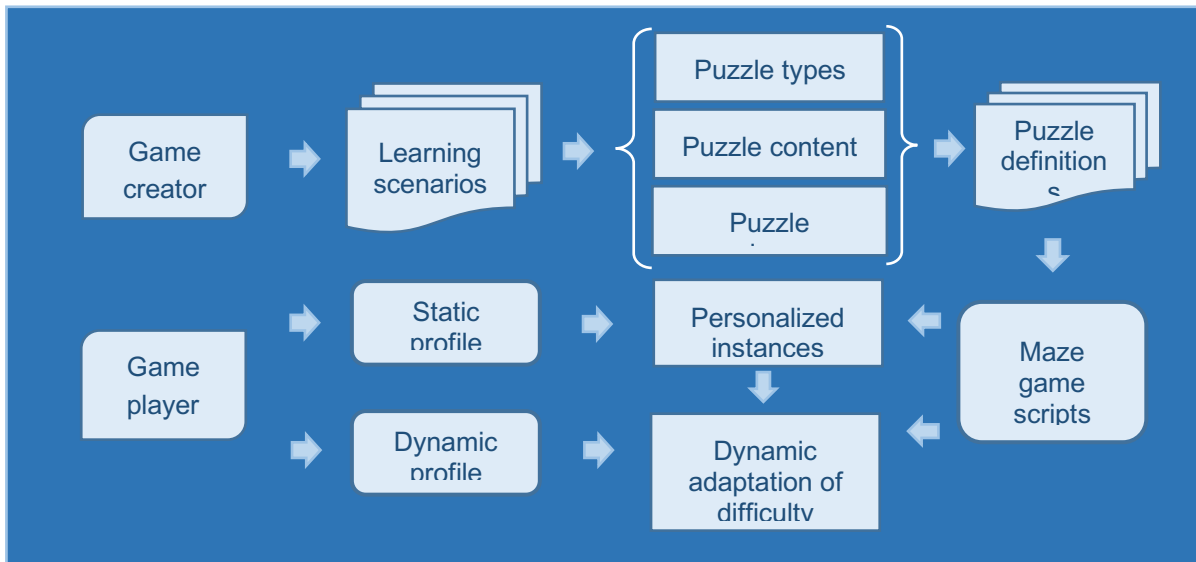 Game
creator
Learning
scenarios
Puzzle types
Puzzle content
Puzzle
Puzzle
definition
s
Game
player
Static
profile
Dynamic
profile
Personalized
instances
Dynamic
adaptation of
difficulty
Maze
game
scripts